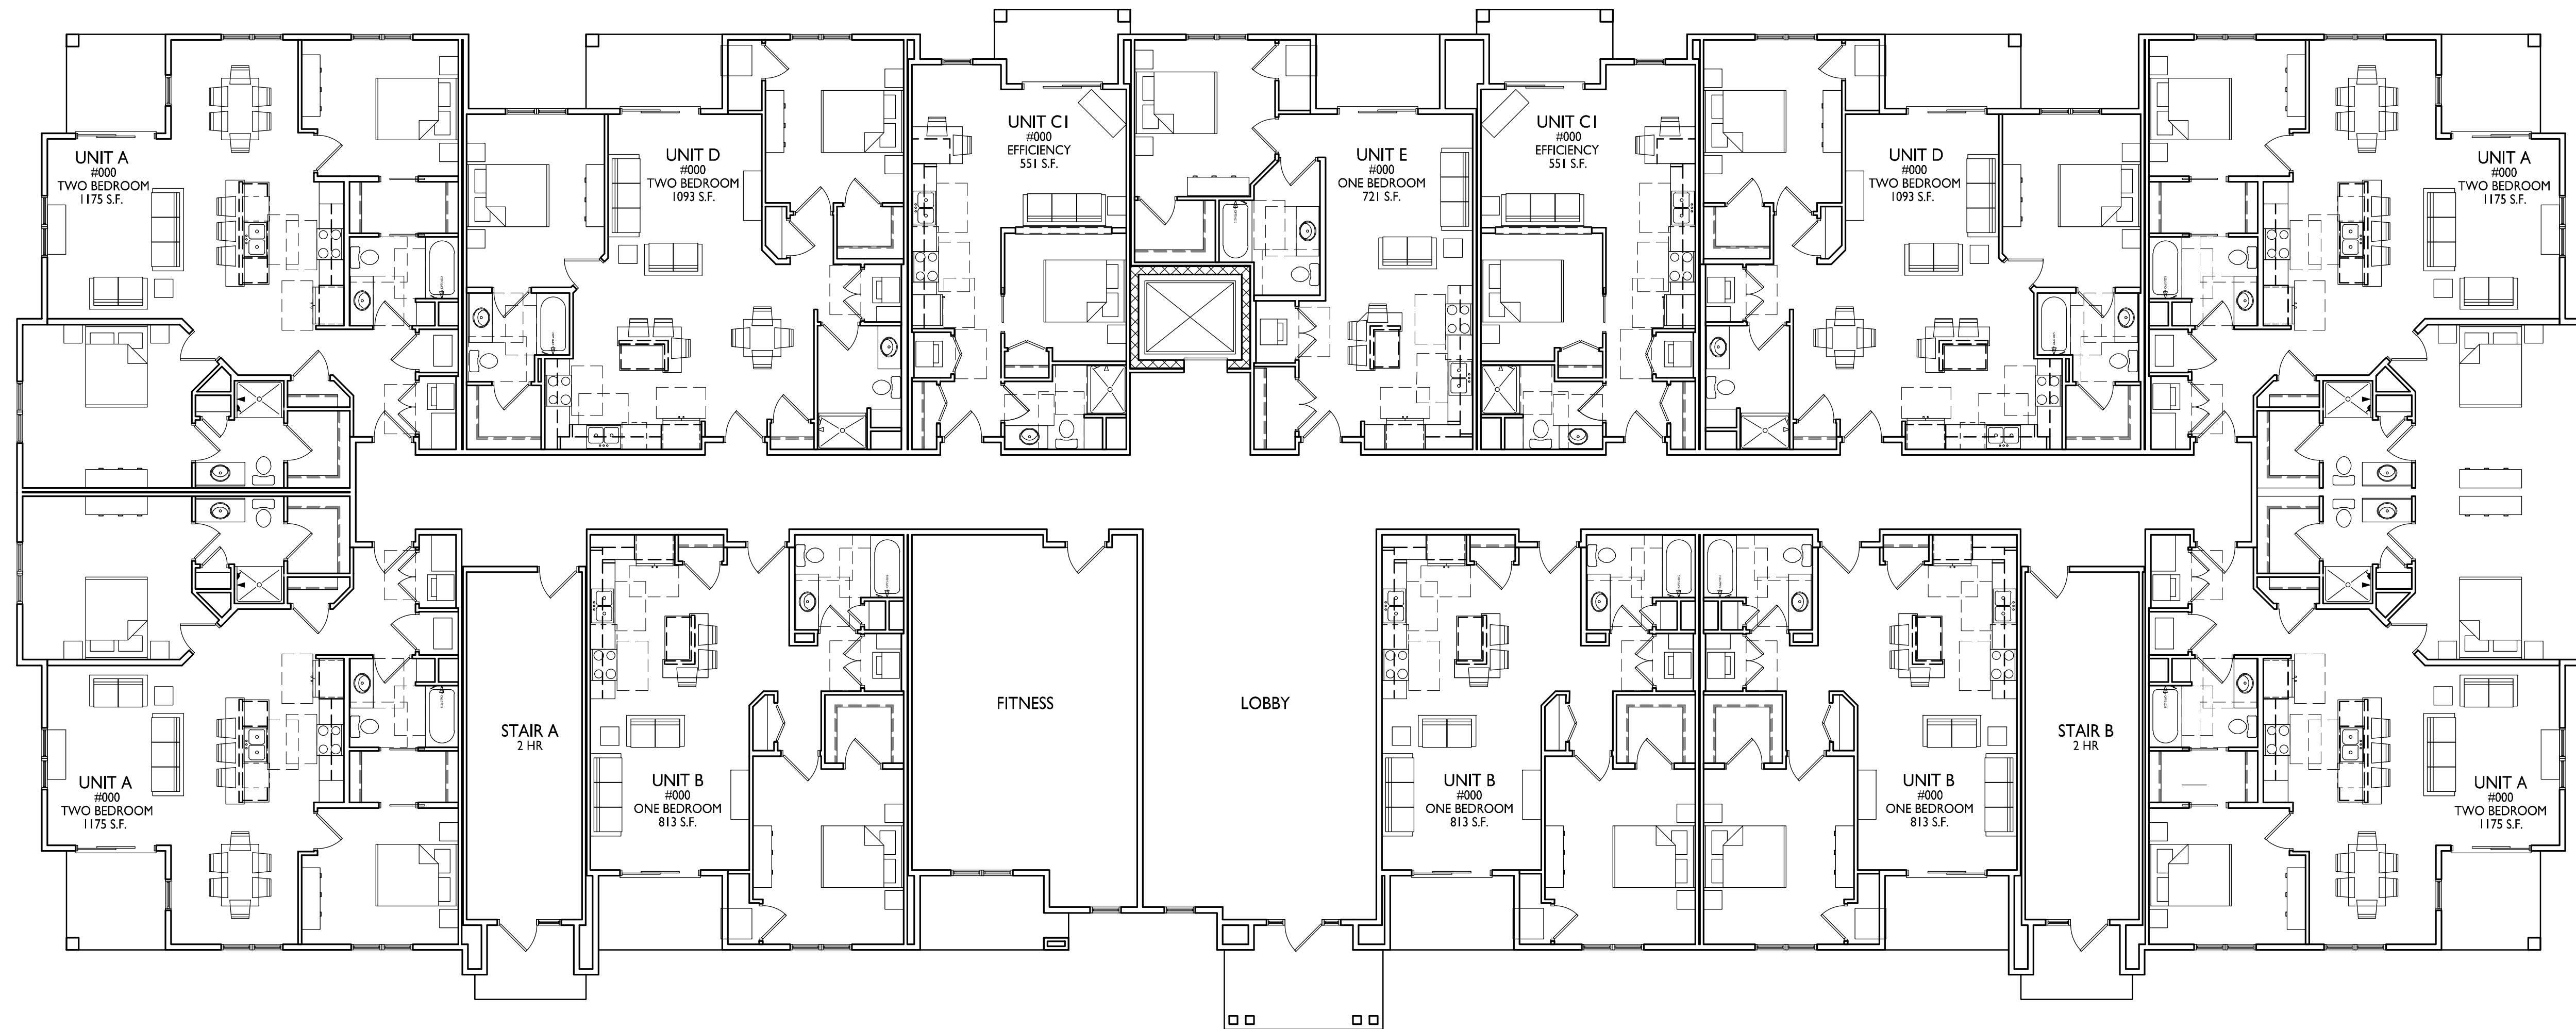 UNIT A
#000
TWO BEDROOM
1175 S.F.
UNIT D
#000
TWO BEDROOM
1093 S.F.
UNIT C1
#000
EFFICIENCY
551 S.F.
UNIT E
#000
ONE BEDROOM
721 S.F.
UNIT C1
#000
EFFICIENCY
551 S.F.
UNIT D
#000
TWO BEDROOM
1093 S.F.
UNIT A
#000
TWO BEDROOM
1175 S.F.
UNIT A
#000
TWO BEDROOM
1175 S.F.
STAIR A
2 HR
UNIT B
#000
ONE BEDROOM
813 S.F.
FITNESS
LOBBY
UNIT B
#000
ONE BEDROOM
813 S.F.
UNIT B
#000
ONE BEDROOM
813 S.F.
STAIR B
2 HR
UNIT A
#000
TWO BEDROOM
1175 S.F.